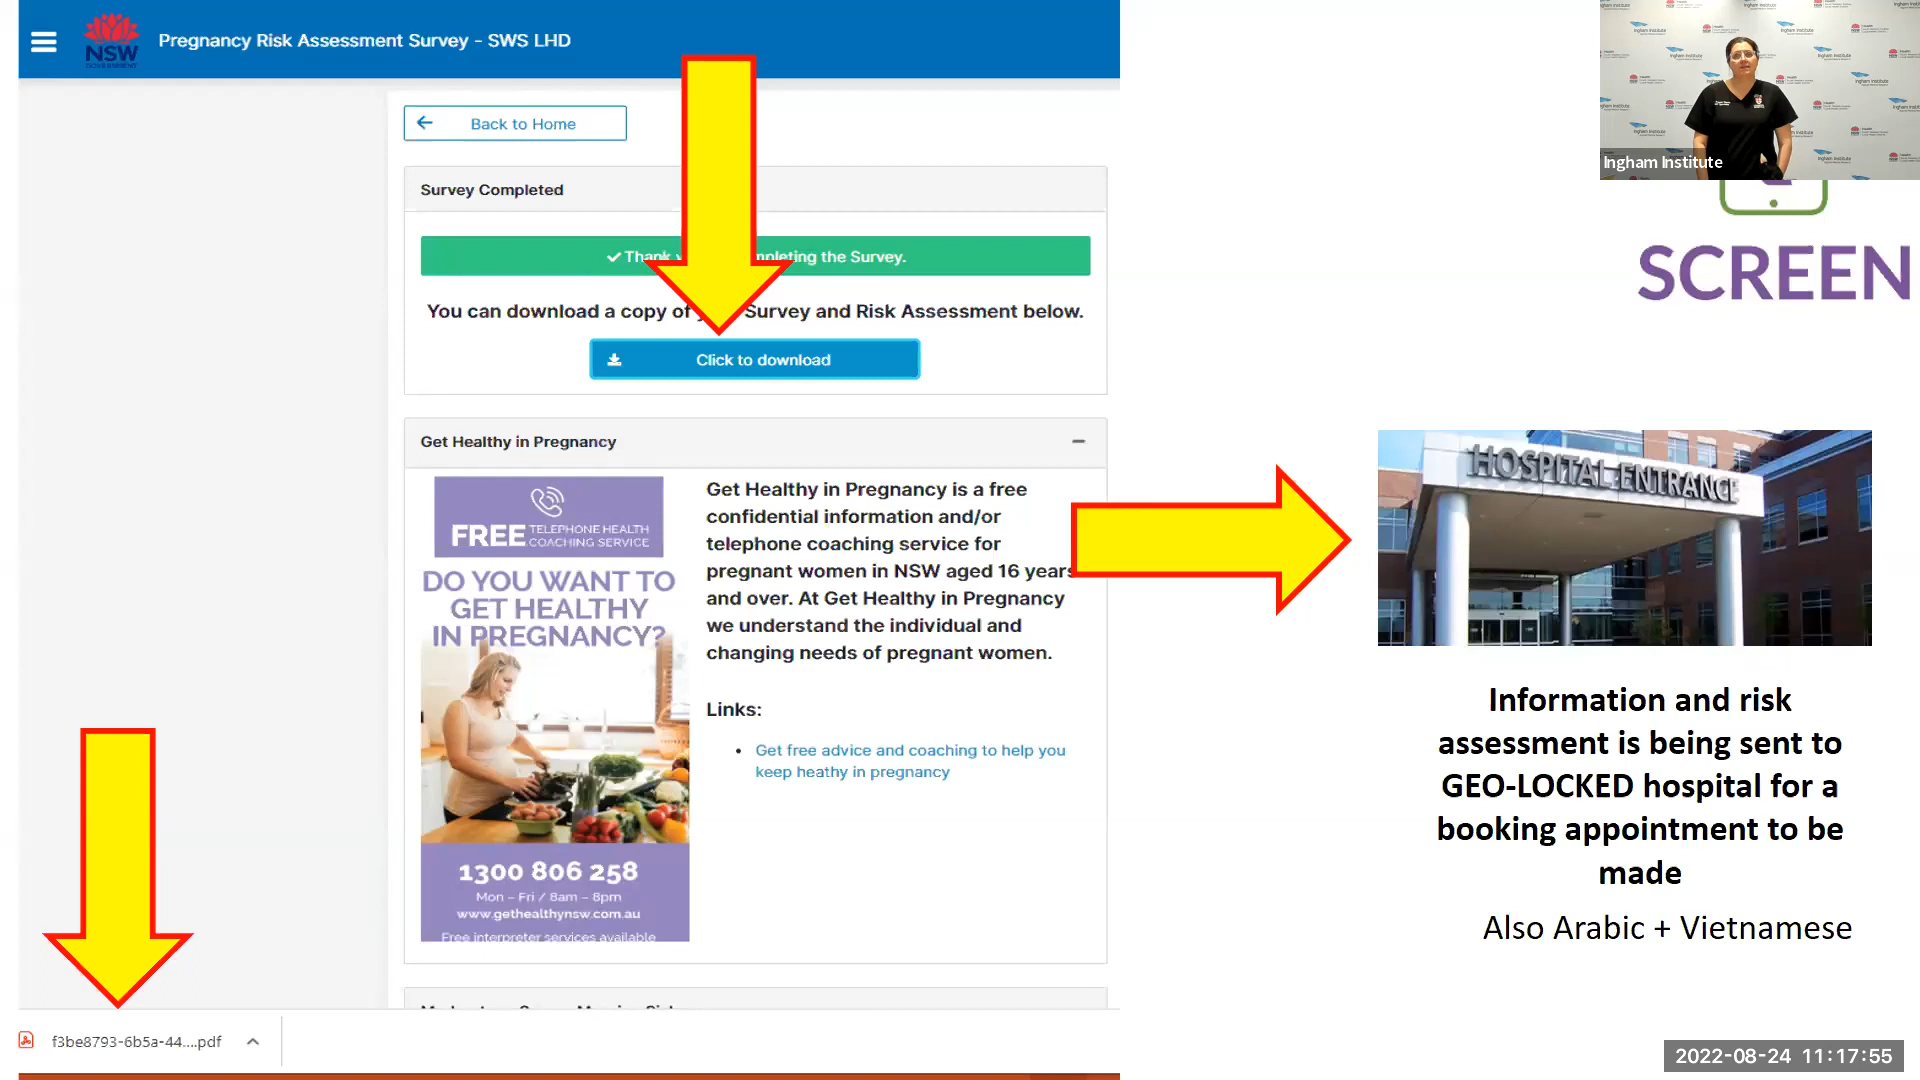 NSW
GOVERNMENT
Pregnancy Risk Assessment Survey - SWS LHD
Back to Home
Survey Completed
Thank mpleting the Survey.
You can download a copy of Survey and Risk Assessment below.
Click to download
Get Healthy in Pregnancy
FREE TELEPHONE HEALTH
COACHING SERVICE
DO YOU WANT TO
GET HEALTHY
IN PREGNANCY?
1300 806 258
Mon - Fri / 8am - 8pm
www.gethealthynsw.com.au
Free interpreter services available
Get Healthy in Pregnancy is a free
confidential information and/or
telephone coaching service for
pregnant women in NSW aged 16 years
and over. At Get Healthy in Pregnancy
we understand the individual and
changing needs of pregnant women.
Links:
• Get free advice and coaching to help you
keep heathy in pregnancy
f3be8793-6b5a-44....pdf
Ingham Institute
SCREEN
HOSPITAL ENTRANCE
Information and risk
assessment is being sent to
GEO-LOCKED hospital for a
booking appointment to be
made
Also Arabic + Vietnamese
2022-08-24 11:17:55